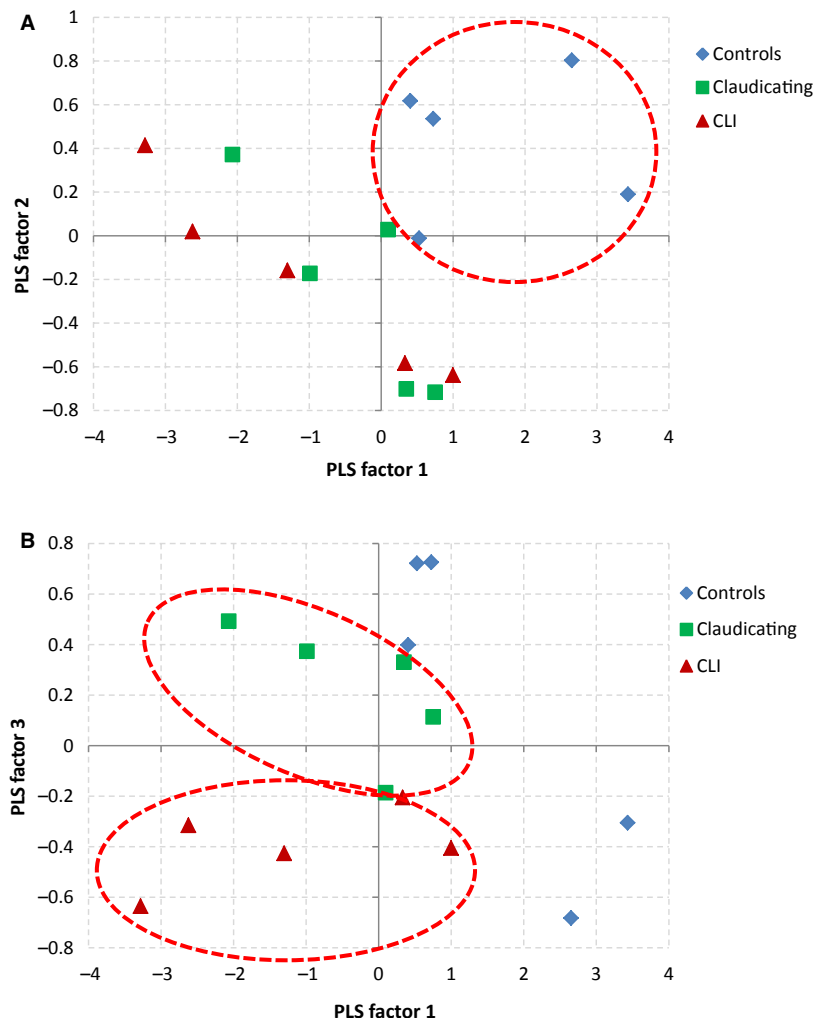 A
1
0.8
0.6
0.4
0.2
0
−0.2
−0.4
−0.6
−0.8
PLS factor 2
−4 −3 −2 −1 0 1 2 3 4
PLS factor 1
Controls
Claudicating
CLI
B
0.8
0.6
0.4
0.2
0
−0.2
−0.4
−0.6
−0.8
PLS factor 3
−4 −3 −2 −1 0 1 2 3 4
PLS factor 1
Controls
Claudicating
CLI